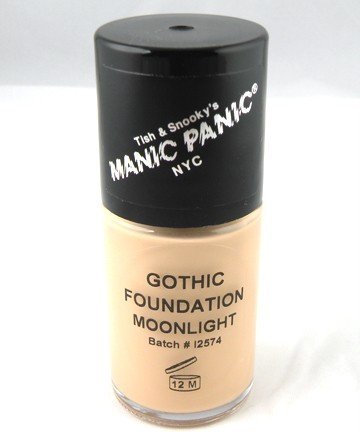 Tish & Snooky's
MANIC PANIC®
NYC
GOTHIC
FOUNDATION
MOONLIGHT
Batch # I2574
12 M